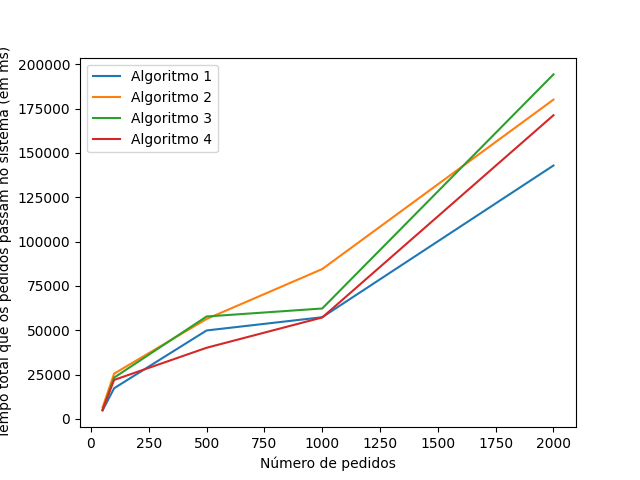 Tempo total que os pedidos passam no sistema (em ms)
200000
175000
150000
125000
100000
75000
50000
25000
0
Algoritmo 1
Algoritmo 2
Algoritmo 3
Algoritmo 4
0 250 500 750 1000 1250 1500 1750 2000
Número de pedidos